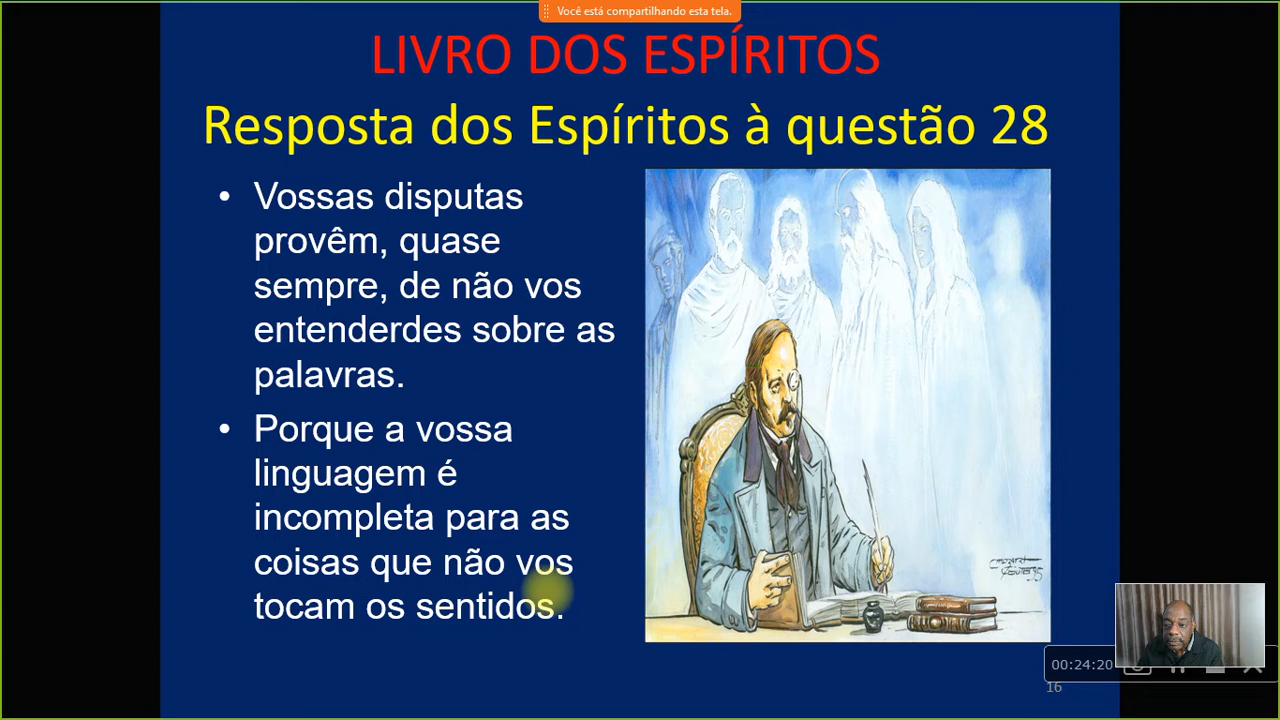 Você está compartilhando esta tela.
LIVRO DOS ESPÍRITOS
Resposta dos Espíritos à questão 28
• Vossas disputas
provêm, quase
sempre, de não vos
entenderdes sobre as
palavras.
• Porque a vossa
linguagem é
incompleta para as
coisas que não vos
tocam os sentidos.
00:24:20
16